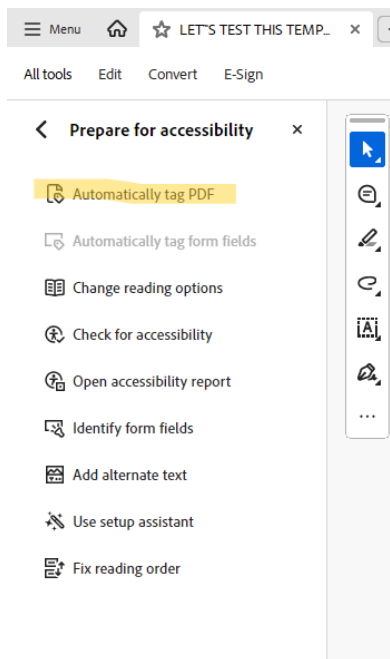 Menu
LET"S TEST THIS TEMP...
All tools Edit Convert E-Sign
Prepare for accessibility
Automatically tag PDF
Automatically tag form fields
Change reading options
Check for accessibility
Open accessibility report
Identify form fields
Add alternate text
Use setup assistant
Fix reading order